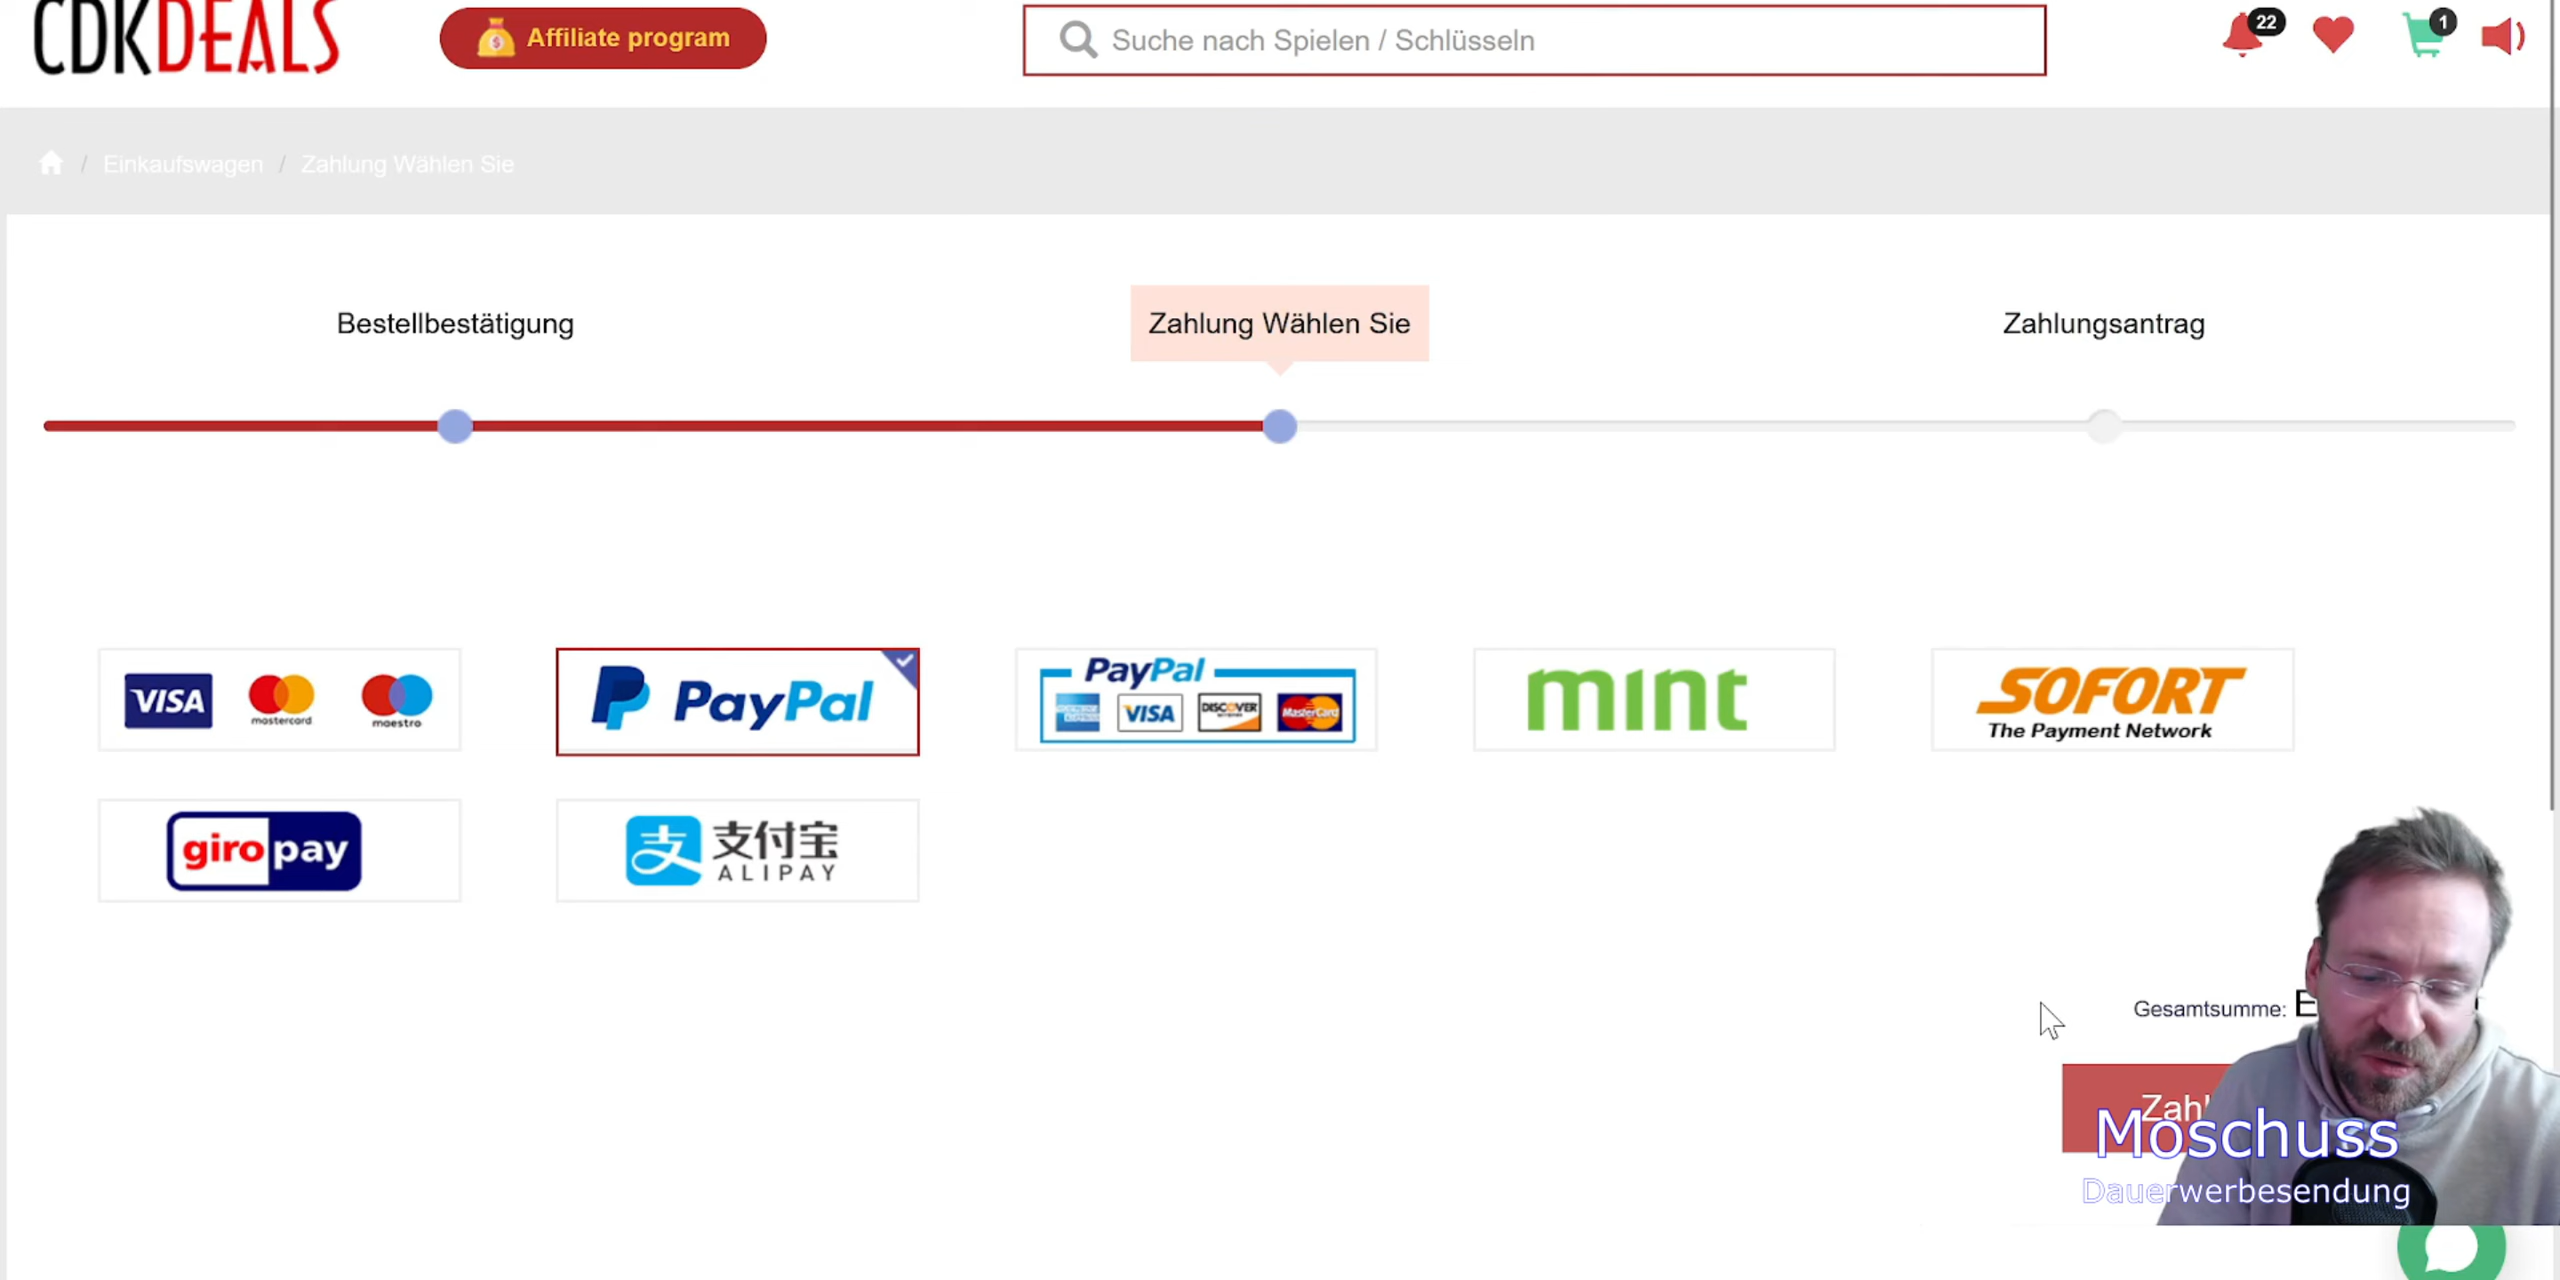 CDKDEALS
Affiliate program
Suche nach Spielen / Schlüsseln
22
1
/ Einkaufswagen / Zahlung Wählen Sie
Bestellbestätigung
Zahlung Wählen Sie
Zahlungsantrag
VISA
mastercard
maestro
PayPal
PayPal
VISA
DISCOVER
MasterCard
mint
SOFORT
The Payment Network
giropay
支付宝
ALIPAY
Gesamtsumme:
Moschuss
Dauerwerbesendung